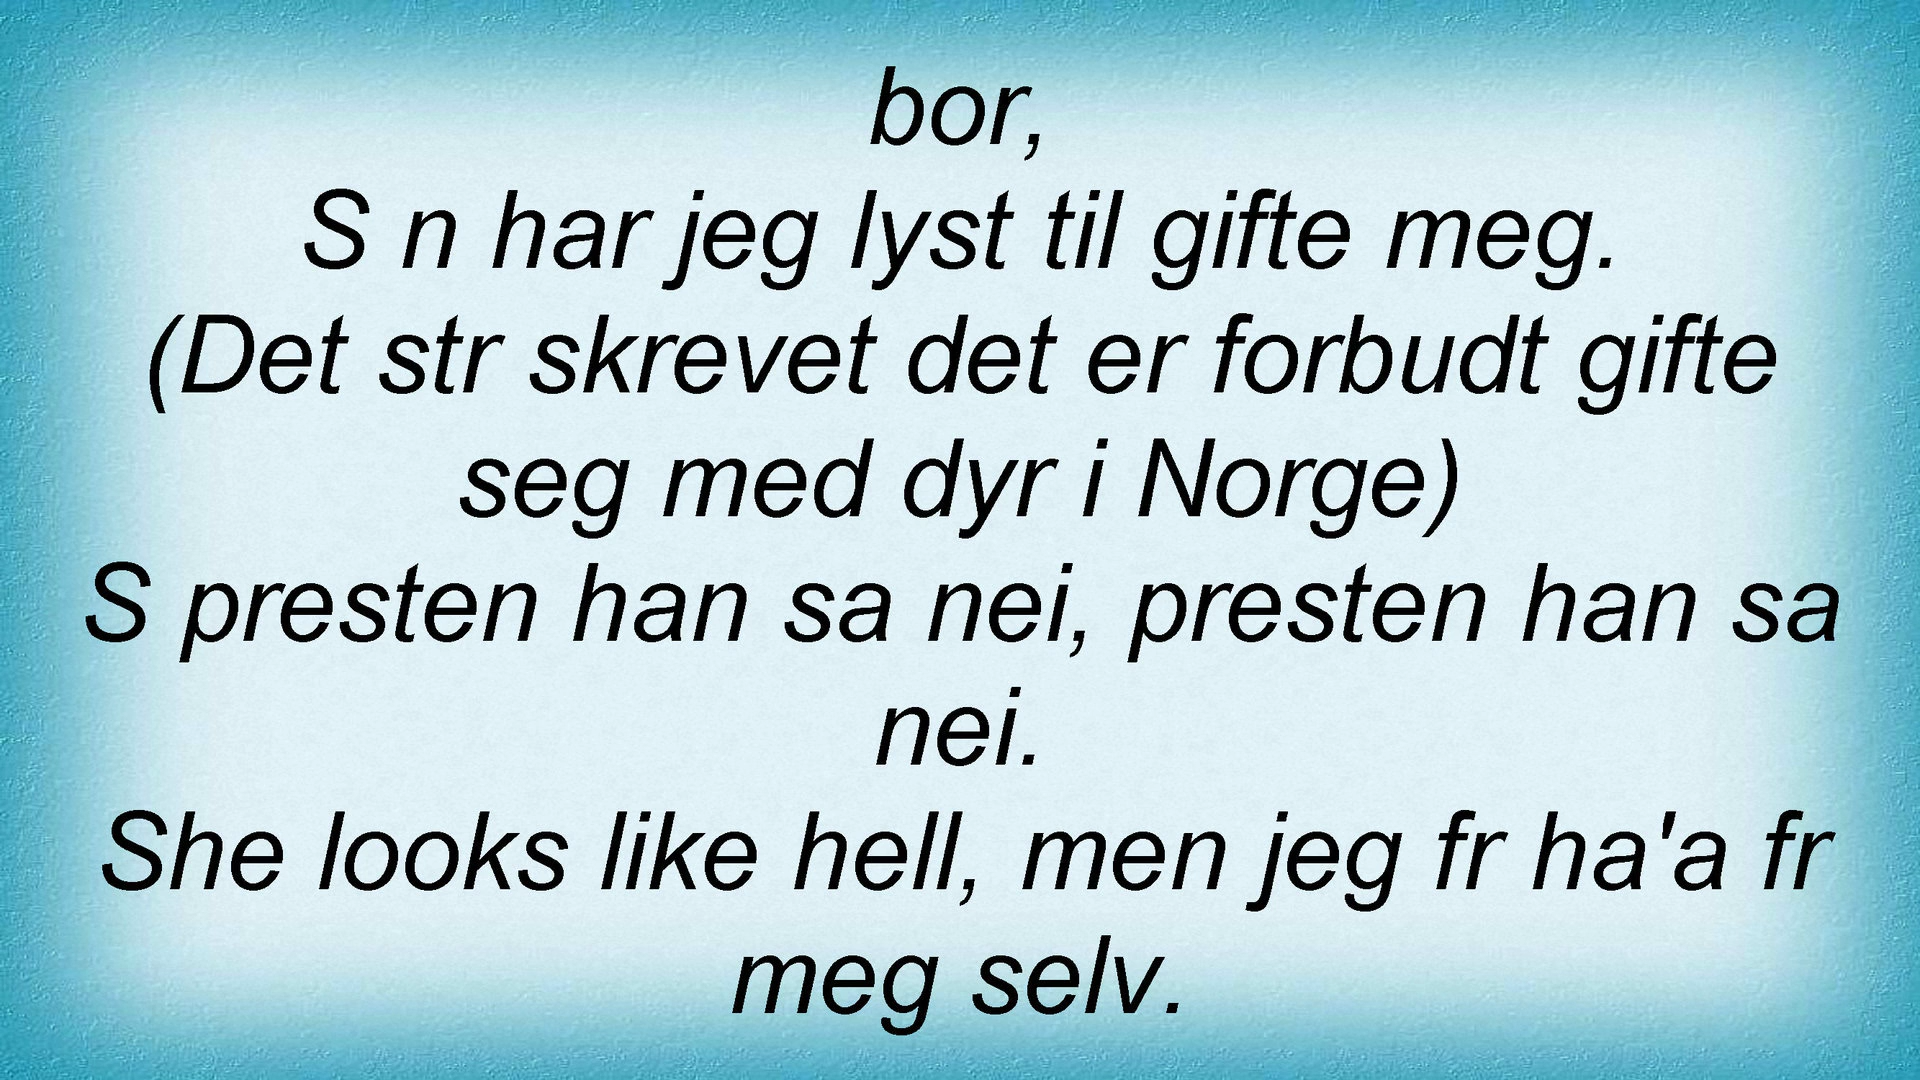 bor,
S n har jeg lyst til gifte meg.
(Det str skrevet det er forbudt gifte
seg med dyr i Norge)
S presten han sa nei, presten han sa
nei.
She looks like hell, men jeg fr ha'a fr
meg selv.